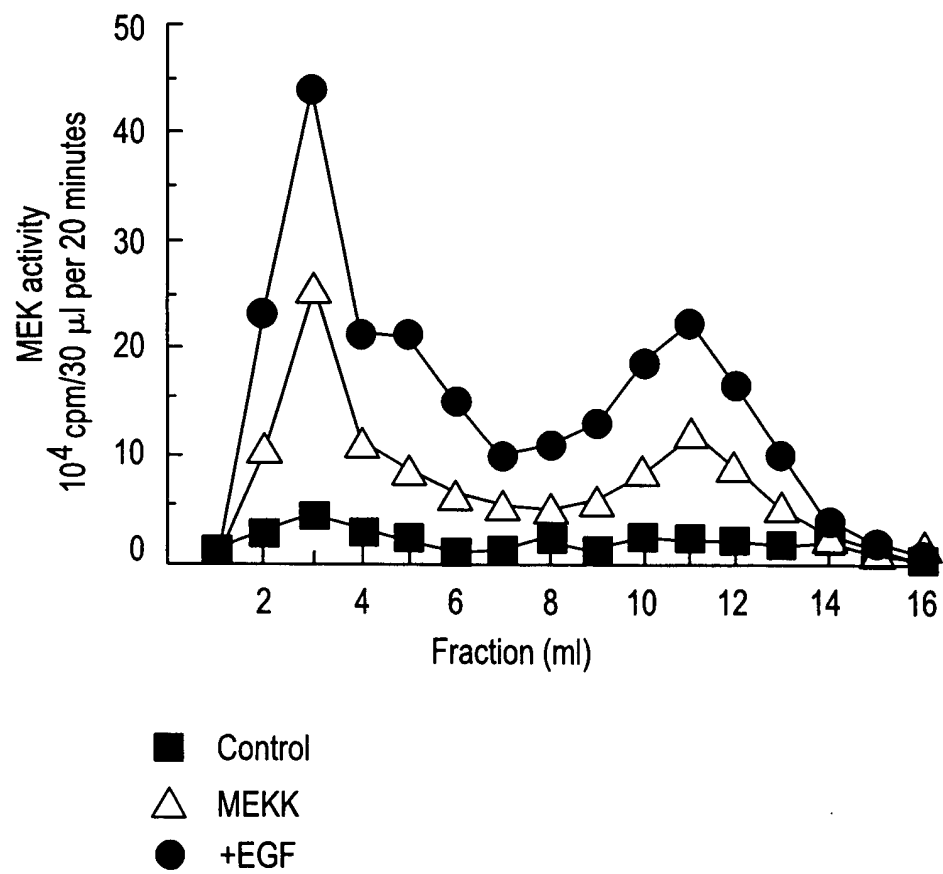 50
40
30
20
10
0
MEK activity
10⁴ cpm/30 µl per 20 minutes
2 4 6 8 10 12 14 16
Fraction (ml)
Control
MEKK
+EGF